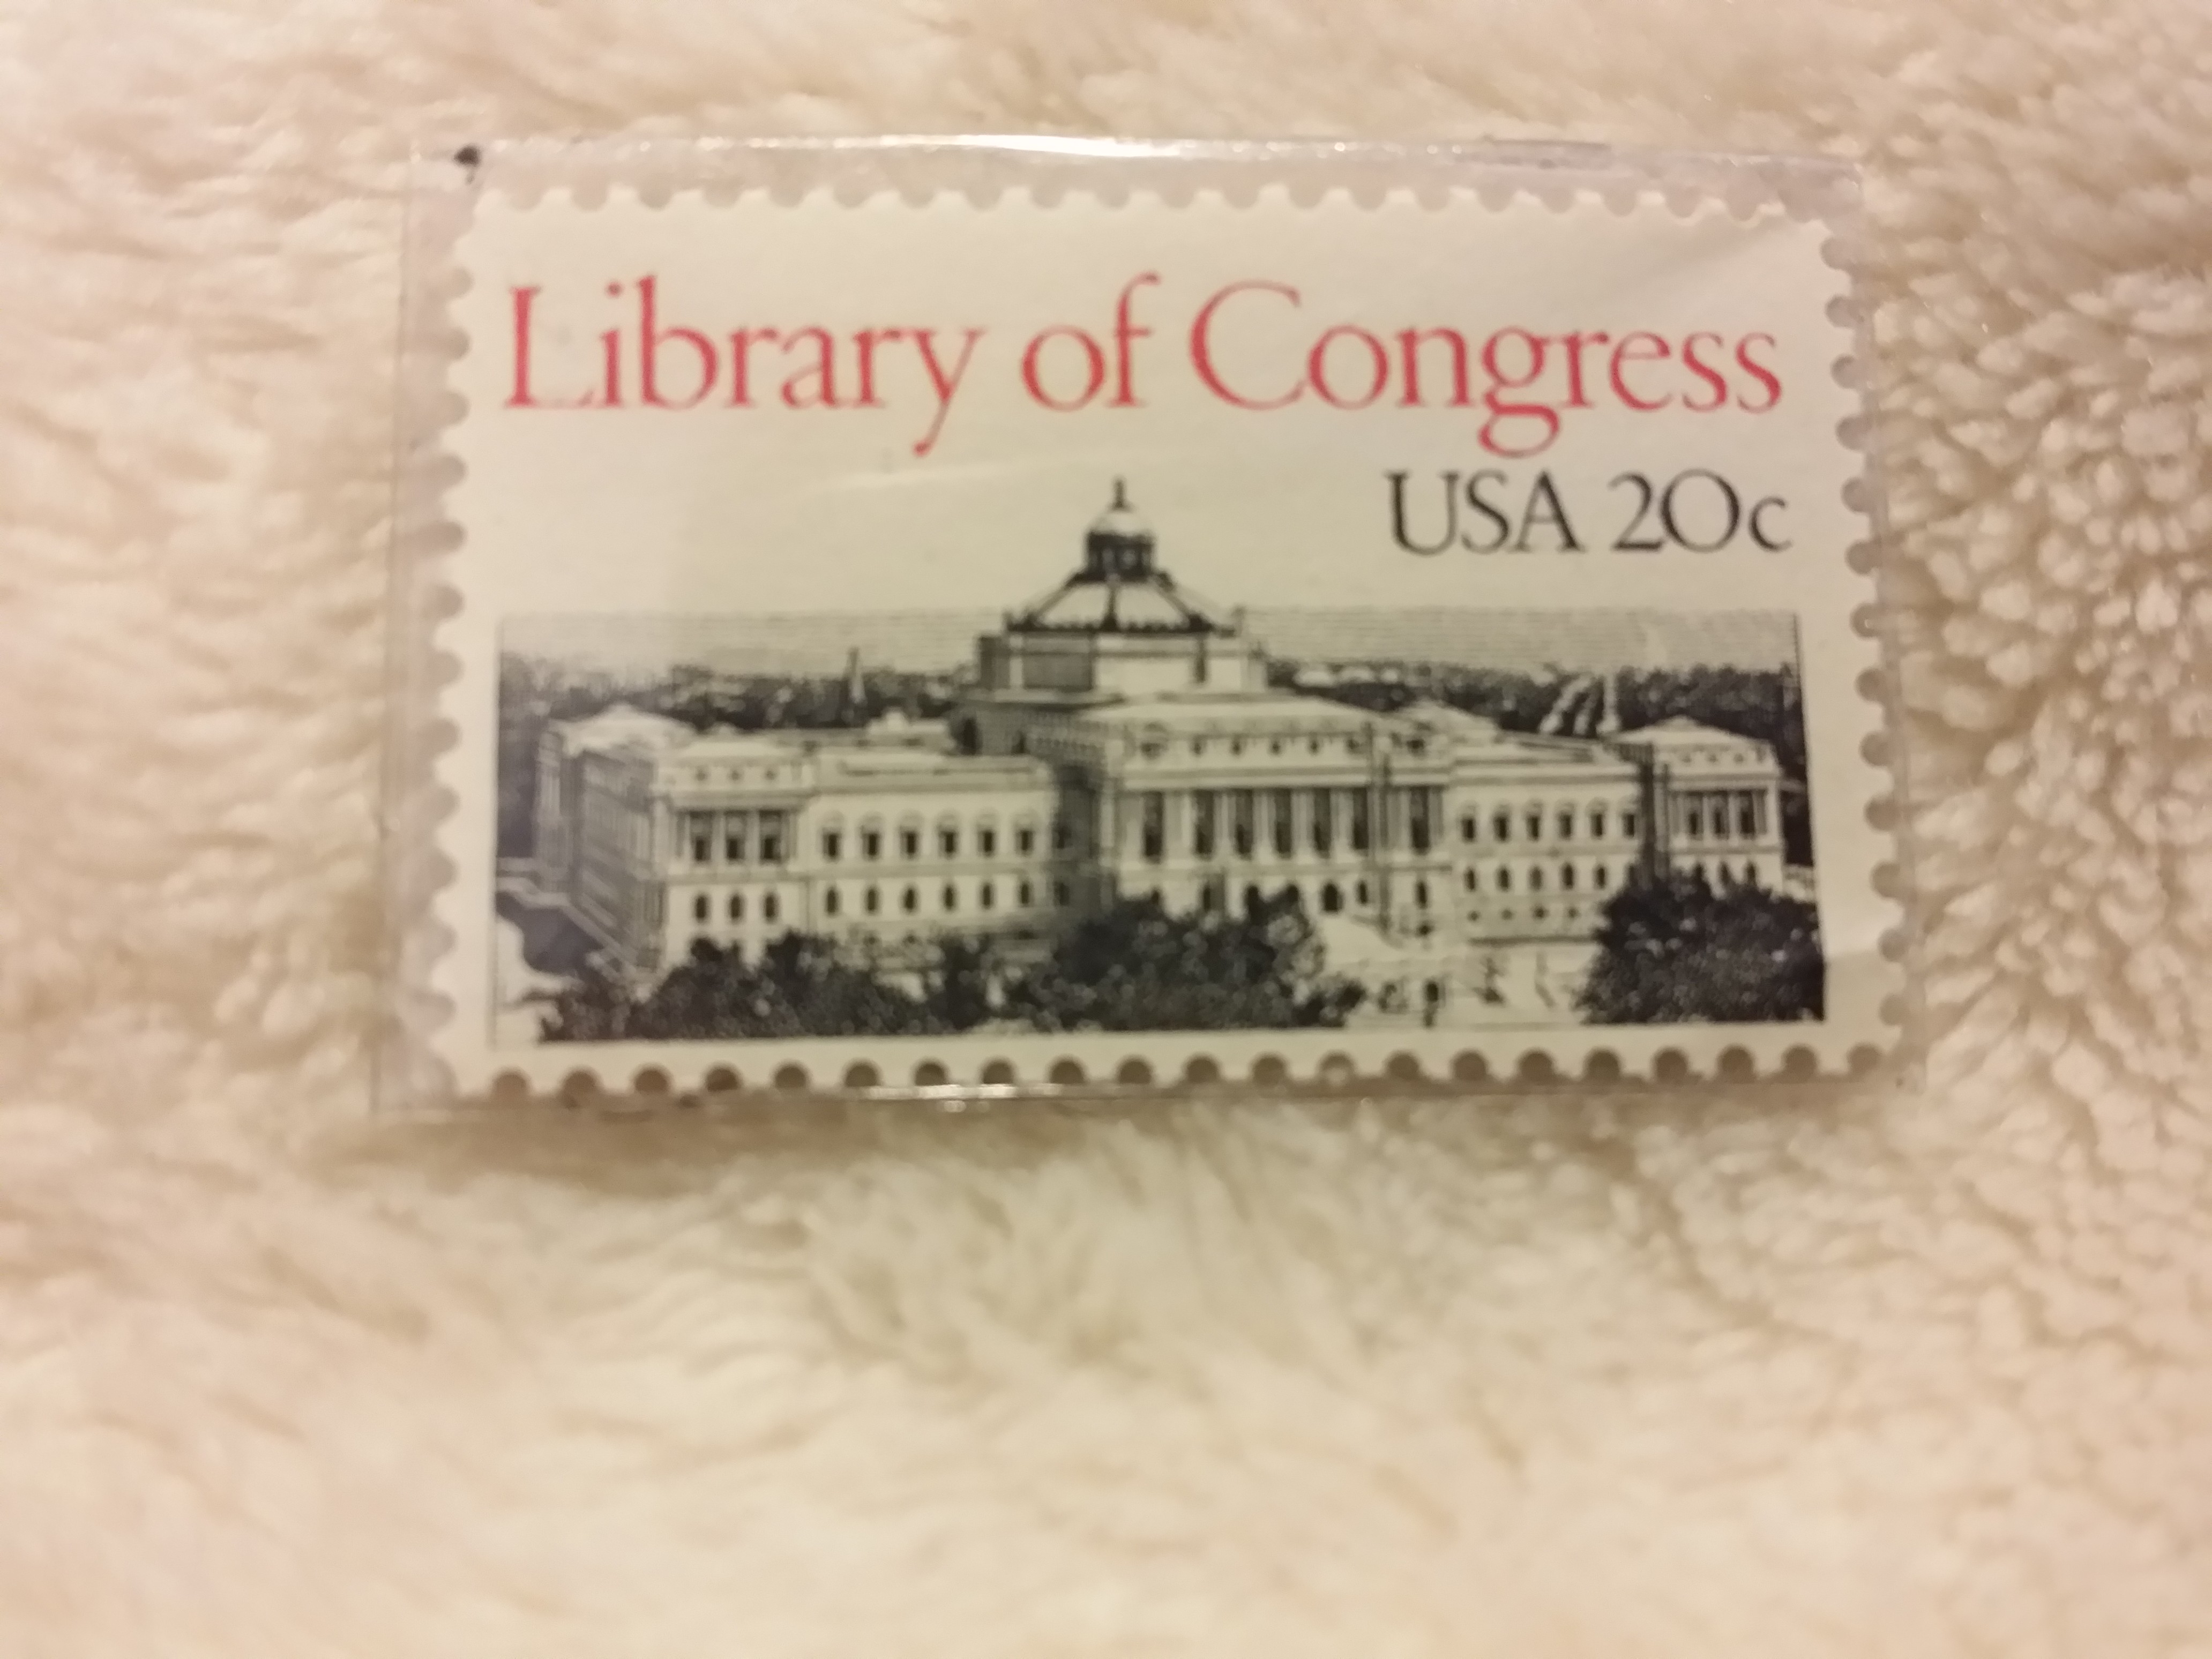 Library of Congress
USA 20c